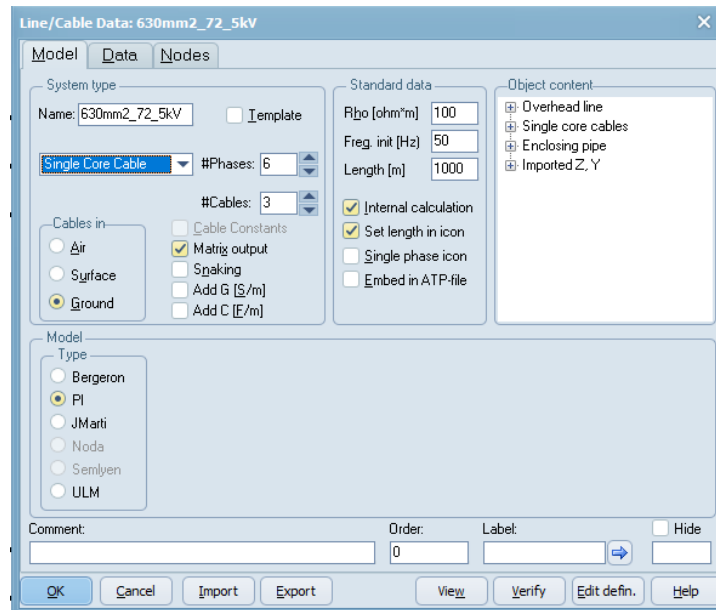 Line/Cable Data: 630mm2_72_5kV
Model Data Nodes
System type
Name: 630mm2_72_5kV Template
Single Core Cable #Phases: 6
#Cables: 3
Cables in
Air
Surface
Ground
Cable Constants
Matrix output
Snaking
Add G [S/m]
Add C [F/m]
Standard data
Rho [ohm*m] 100
Freq. init [Hz] 50
Length [m] 1000
Internal calculation
Set length in icon
Single phase icon
Embed in ATP-file
Object content
Overhead line
Single core cables
Enclosing pipe
Imported Z, Y
Model
Type
Bergeron
PI
JMarti
Noda
Semlyen
ULM
Comment: Order: Label: Hide
0
OK Cancel Import Export View Verify Edit defin. Help